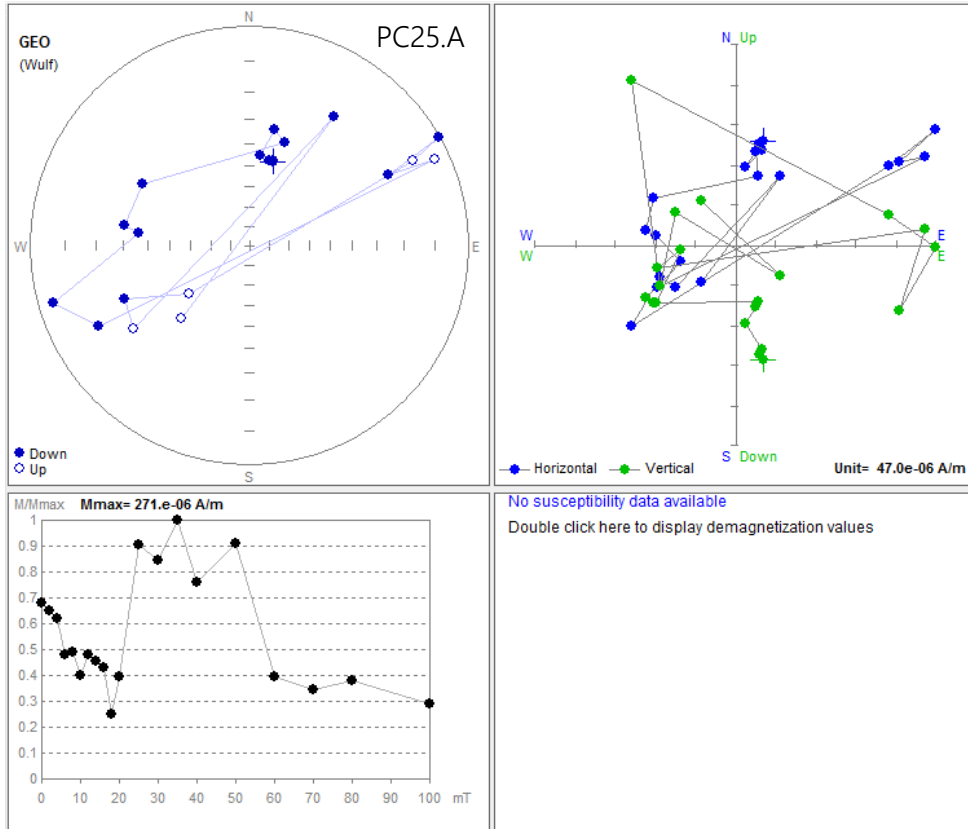 GEO
(Wulf)
PC25.A
N
W
E
S
Down
Up
N Up
W
W
E
E
S Down
Horizontal
Vertical
Unit= 47.0e-06 A/m
M/Mmax Mmax= 271.e-06 A/m
1
0.9
0.8
0.7
0.6
0.5
0.4
0.3
0.2
0.1
0
0 10 20 30 40 50 60 70 80 90 100 mT
No susceptibility data available
Double click here to display demagnetization values